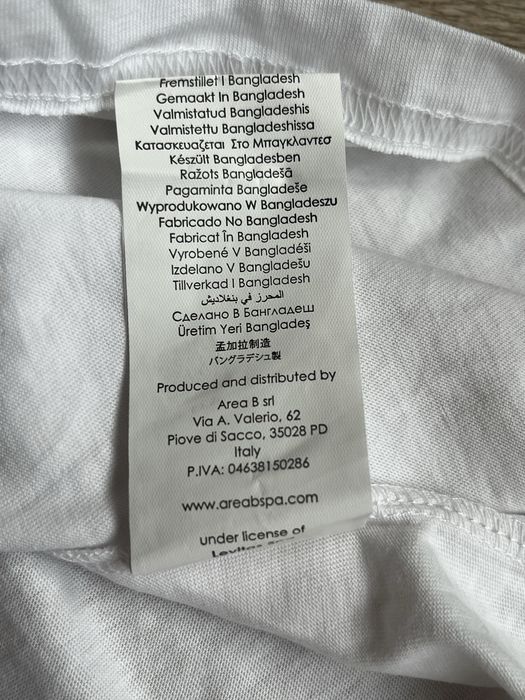 Fremstillet I Bangladesh
Gemaakt In Bangladesh
Valmistatud Bangladeshis
Valmistettu Bangladeshissa
Κατασκευαζεται Στο Μπαγκλαντεσ
Készült Bangladesben
Ražots Bangladešā
Pagaminta Bangladeše
Wyprodukowano W Bangladeszu
Fabricado No Bangladesh
Fabricat În Bangladesh
Vyrobené V Bangladéši
Izdelano V Bangladešu
Tillverkad I Bangladesh
المحرز في بنغلاديش
Сделано В Бангладеш
Üretim Yeri Bangladeş
孟加拉制造
バングラデシュ製
Produced and distributed by
Area B srl
Via A. Valerio, 62
Piove di Sacco, 35028 PD
Italy
P.IVA: 04638150286
www.areabspa.com
under license of